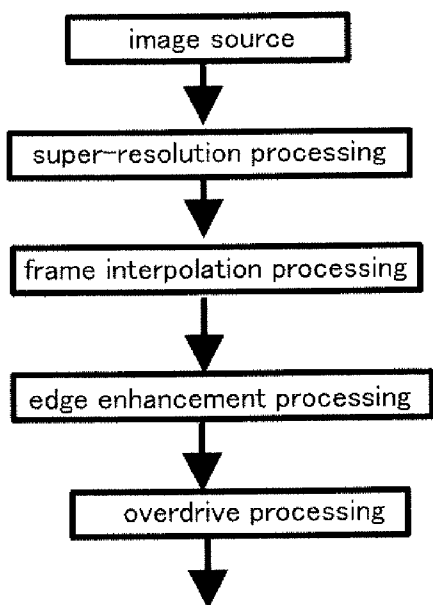 image source
super-resolution processing
frame interpolation processing
edge enhancement processing
overdrive processing